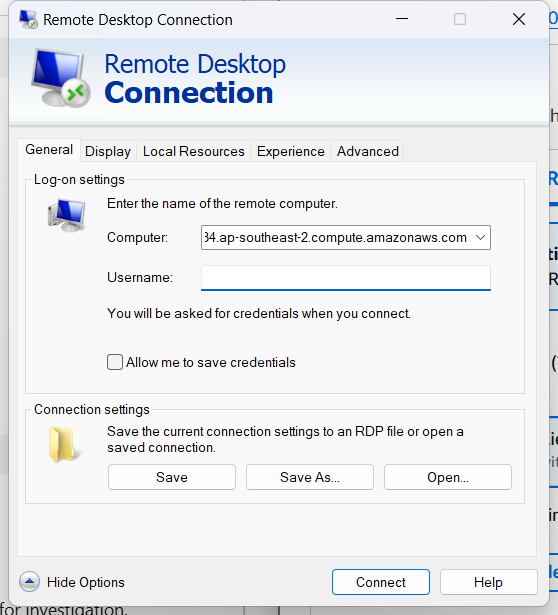 Remote Desktop Connection
Remote Desktop
Connection
General Display Local Resources Experience Advanced
Log-on settings
Enter the name of the remote computer.
Computer: 34.ap-southeast-2.compute.amazonaws.com
Username:
You will be asked for credentials when you connect.
Allow me to save credentials
Connection settings
Save the current connection settings to an RDP file or open a
saved connection.
Save Save As... Open...
Hide Options Connect Help
for investigation.